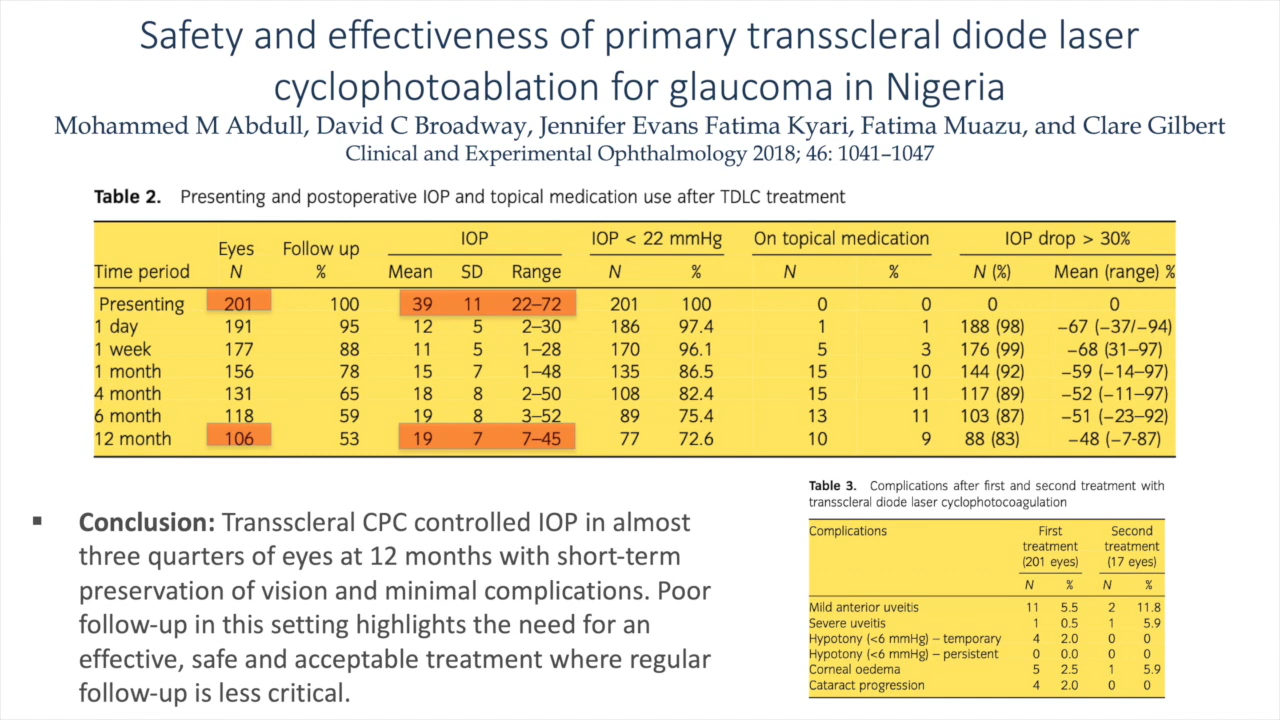 Safety and effectiveness of primary transscleral diode laser
cyclophotoablation for glaucoma in Nigeria
Mohammed M Abdull, David C Broadway, Jennifer Evans Fatima Kyari, Fatima Muazu, and Clare Gilbert
Clinical and Experimental Ophthalmology 2018; 46: 1041–1047
Table 2. Presenting and postoperative IOP and topical medication use after TDLC treatment
Eyes Follow up IOP IOP < 22 mmHg On topical medication IOP drop > 30%
Time period N % Mean SD Range N % N % N (%) Mean (range) %
Presenting 201 100 39 11 22–72 201 100 0 0 0 0
1 day 191 95 12 5 2–30 186 97.4 1 1 188 (98) −67 (−37/−94)
1 week 177 88 11 5 1–28 170 96.1 5 3 176 (99) −68 (31–97)
1 month 156 78 15 7 1–48 135 86.5 15 10 144 (92) −59 (−14–97)
4 month 131 65 18 8 2–50 108 82.4 15 11 117 (89) −52 (−11–97)
6 month 118 59 19 8 3–52 89 75.4 13 11 103 (87) −51 (−23–92)
12 month 106 53 19 7 7–45 77 72.6 10 9 88 (83) −48 (−7-87)
Table 3. Complications after first and second treatment with
transscleral diode laser cyclophotocoagulation
Complications First Second
treatment treatment
(201 eyes) (17 eyes)
N % N %
Mild anterior uveitis 11 5.5 2 11.8
Severe uveitis 1 0.5 1 5.9
Hypotony (<6 mmHg) – temporary 4 2.0 0 0
Hypotony (<6 mmHg) – persistent 0 0.0 0 0
Corneal oedema 5 2.5 1 5.9
Cataract progression 4 2.0 0 0
▪ Conclusion: Transscleral CPC controlled IOP in almost
three quarters of eyes at 12 months with short-term
preservation of vision and minimal complications. Poor
follow-up in this setting highlights the need for an
effective, safe and acceptable treatment where regular
follow-up is less critical.